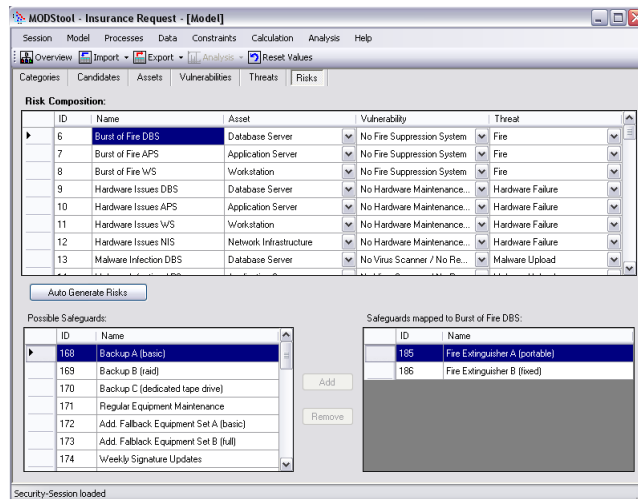 MODStool - Insurance Request - [Model]
Session Model Processes Data Constraints Calculation Analysis Help
Overview Import Export Analysis Reset Values
Categories Candidates Assets Vulnerabilities Threats Risks
Risk Composition:
ID Name Asset Vulnerability Threat
6 Burst of Fire DBS Database Server No Fire Suppression System Fire
7 Burst of Fire APS Application Server No Fire Suppression System Fire
8 Burst of Fire WS Workstation No Fire Suppression System Fire
9 Hardware Issues DBS Database Server No Hardware Maintenance... Hardware Failure
10 Hardware Issues APS Application Server No Hardware Maintenance... Hardware Failure
11 Hardware Issues WS Workstation No Hardware Maintenance... Hardware Failure
12 Hardware Issues NIS Network Infrastructure No Hardware Maintenance... Hardware Failure
13 Malware Infection DBS Database Server No Virus Scanner / No Re... Malware Upload
Auto Generate Risks
Possible Safeguards:
ID Name
168 Backup A (basic)
169 Backup B (raid)
170 Backup C (dedicated tape drive)
171 Regular Equipment Maintenance
172 Add. Fallback Equipment Set A (basic)
173 Add. Falblack Equipment Set B (full)
174 Weekly Signature Updates
Add
Remove
Safeguards mapped to Burst of Fire DBS:
ID Name
185 Fire Extinguisher A (portable)
186 Fire Extinguisher B (fixed)
Security-Session loaded